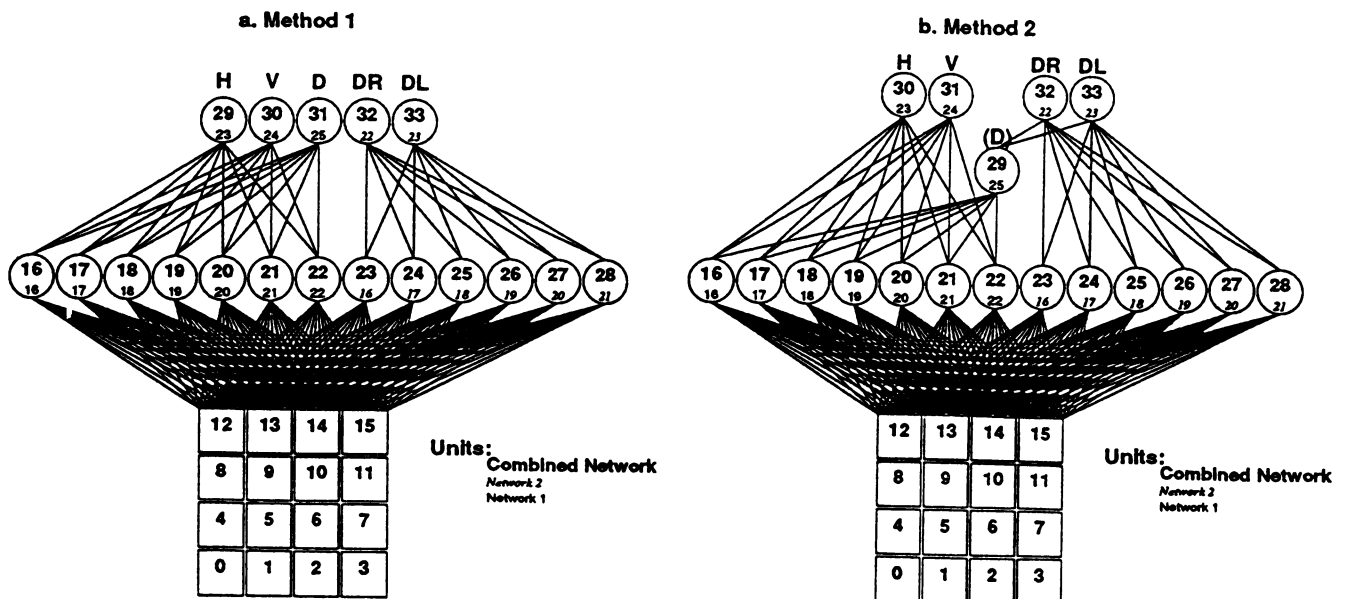 a. Method 1
H V D DR DL
29 30 31 32 33
23 24 25 22 23
16 17 18 19 20 21 22 23 24 25 26 27 28
16 17 18 19 20 21 22 16 17 18 19 20 21
12 13 14 15
8 9 10 11
4 5 6 7
0 1 2 3
Units:
Combined Network
Network 2
Network 1
b. Method 2
H V DR DL
30 31 32 33
23 24 22 23
(D)
29
25
16 17 18 19 20 21 22 23 24 25 26 27 28
16 17 18 19 20 21 22 16 17 18 19 20 21
12 13 14 15
8 9 10 11
4 5 6 7
0 1 2 3
Units:
Combined Network
Network 2
Network 1